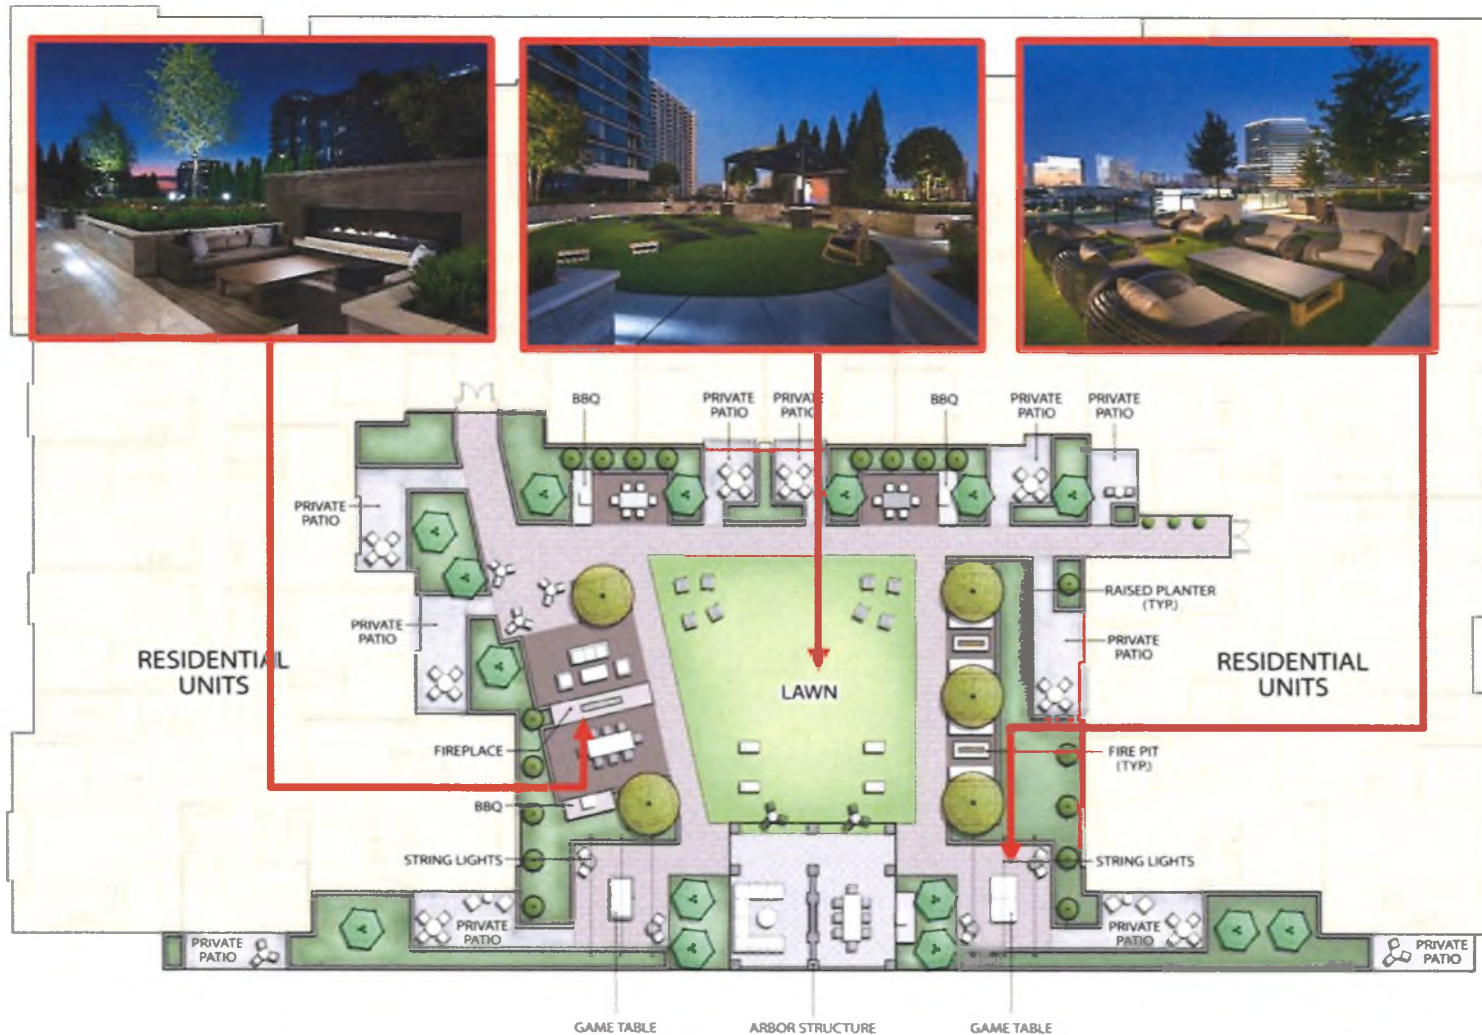 BBQ
PRIVATE
PATIO
PRIVATE
PATIO
BBQ
PRIVATE
PATIO
PRIVATE
PATIO
PRIVATE
PATIO
RAISED PLANTER
(TYP.)
PRIVATE
PATIO
PRIVATE
PATIO
RESIDENTIAL
UNITS
LAWN
RESIDENTIAL
UNITS
FIREPLACE
FIRE PIT
(TYP.)
BBQ
STRING LIGHTS
STRING LIGHTS
PRIVATE
PATIO
PRIVATE
PATIO
PRIVATE
PATIO
PRIVATE
PATIO
GAME TABLE
ARBOR STRUCTURE
GAME TABLE